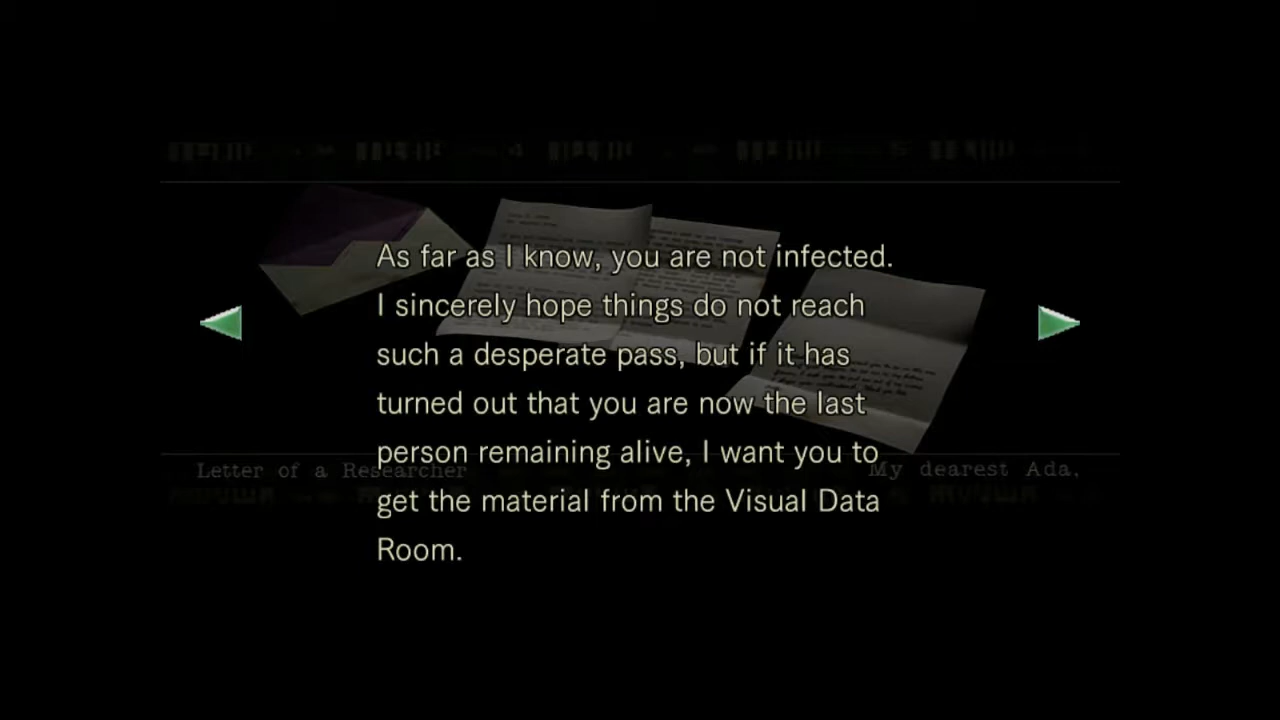 As far as I know, you are not infected.
I sincerely hope things do not reach
such a desperate pass, but if it has
turned out that you are now the last
person remaining alive, I want you to
get the material from the Visual Data
Room.
Letter of a Researcher
My dearest Ada.